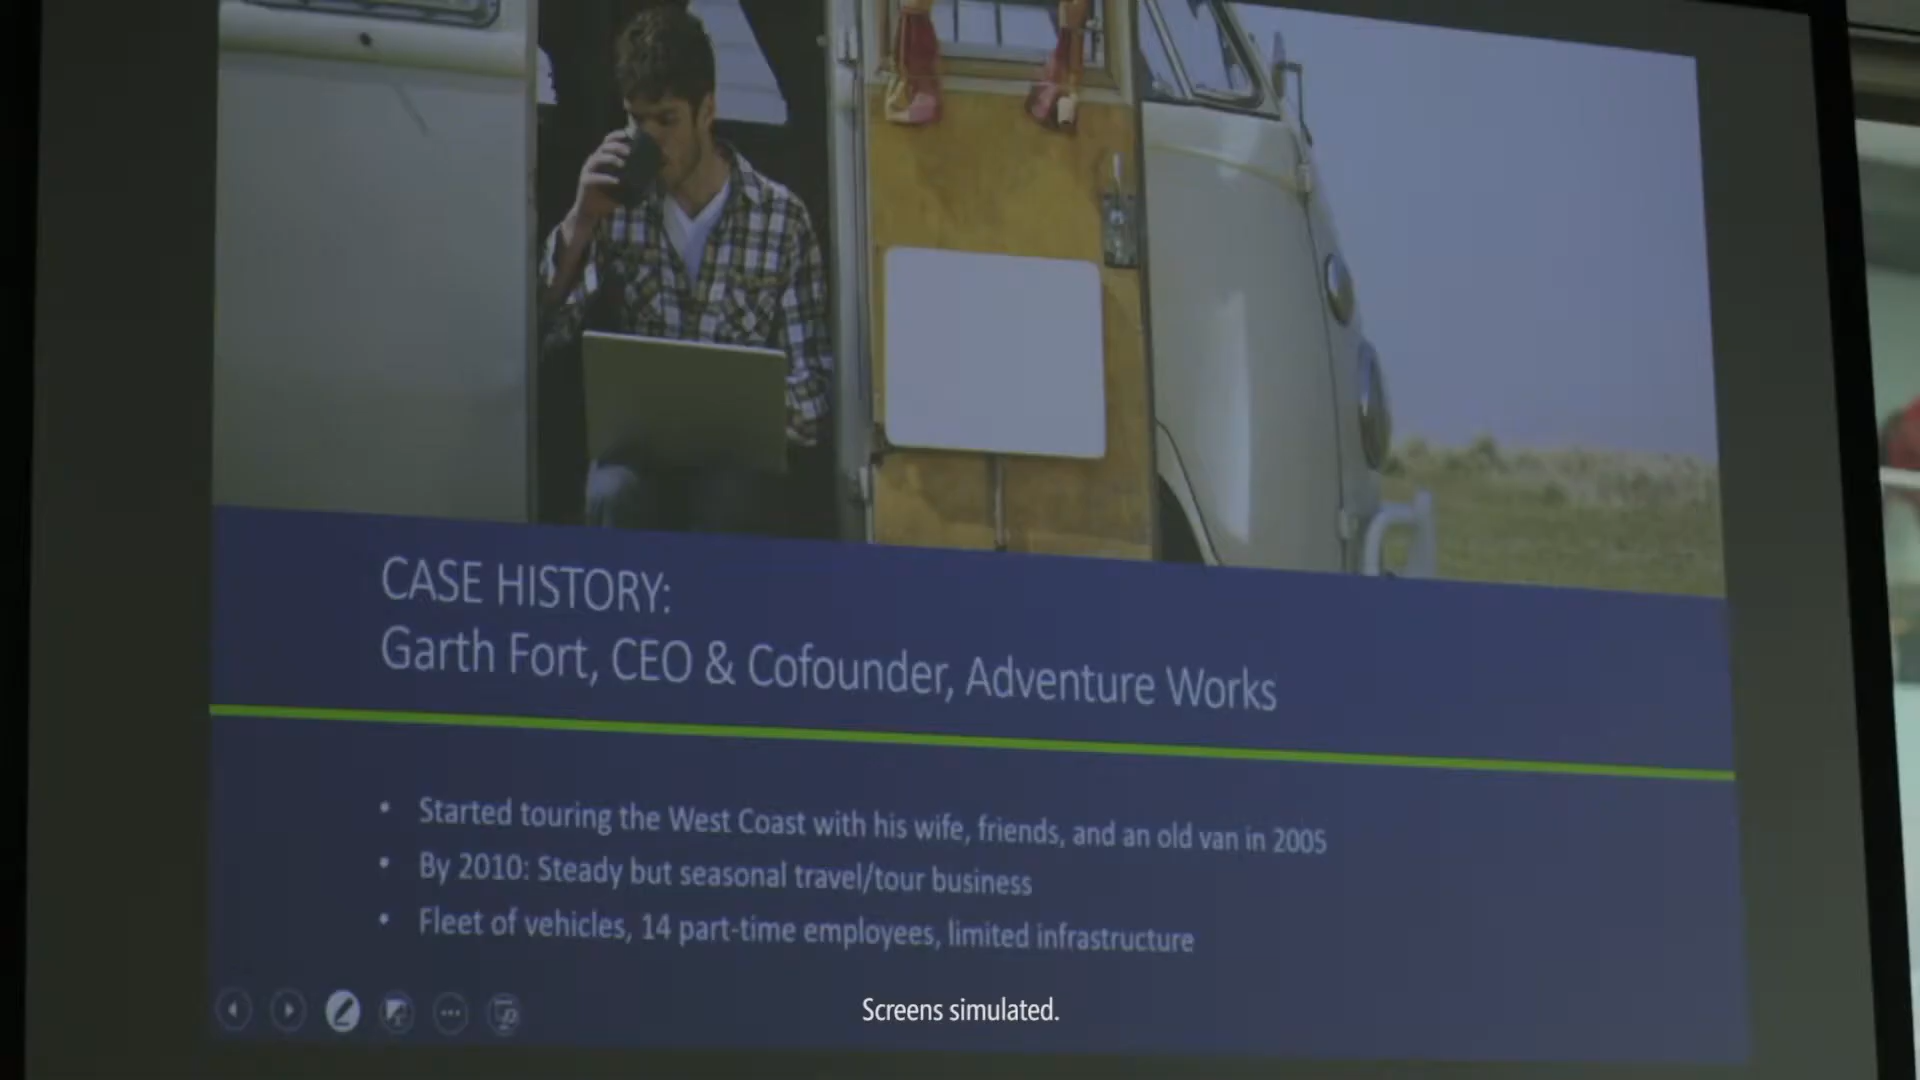 CASE HISTORY:
Garth Fort, CEO & Cofounder, Adventure Works
• Started touring the West Coast with his wife, friends, and an old van in 2005
• By 2010: Steady but seasonal travel/tour business
• Fleet of vehicles, 14 part-time employees, limited infrastructure
Screens simulated.